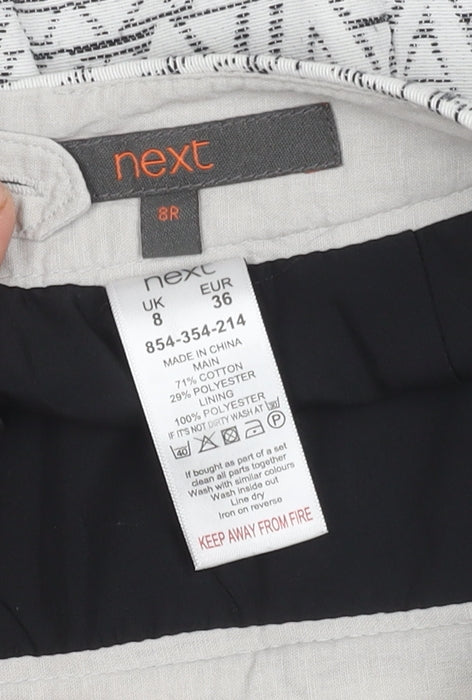 next
8R
next
UK EUR
8 36
854-354-214
MADE IN CHINA
MAIN
71% COTTON
29% POLYESTER
LINING
100% POLYESTER
IF IT'S NOT DIRTY WASH AT 30
40 P
If bought as part of a set
clean all parts together
Wash with similar colours
Wash inside out
Line dry
Iron on reverse
KEEP AWAY FROM FIRE